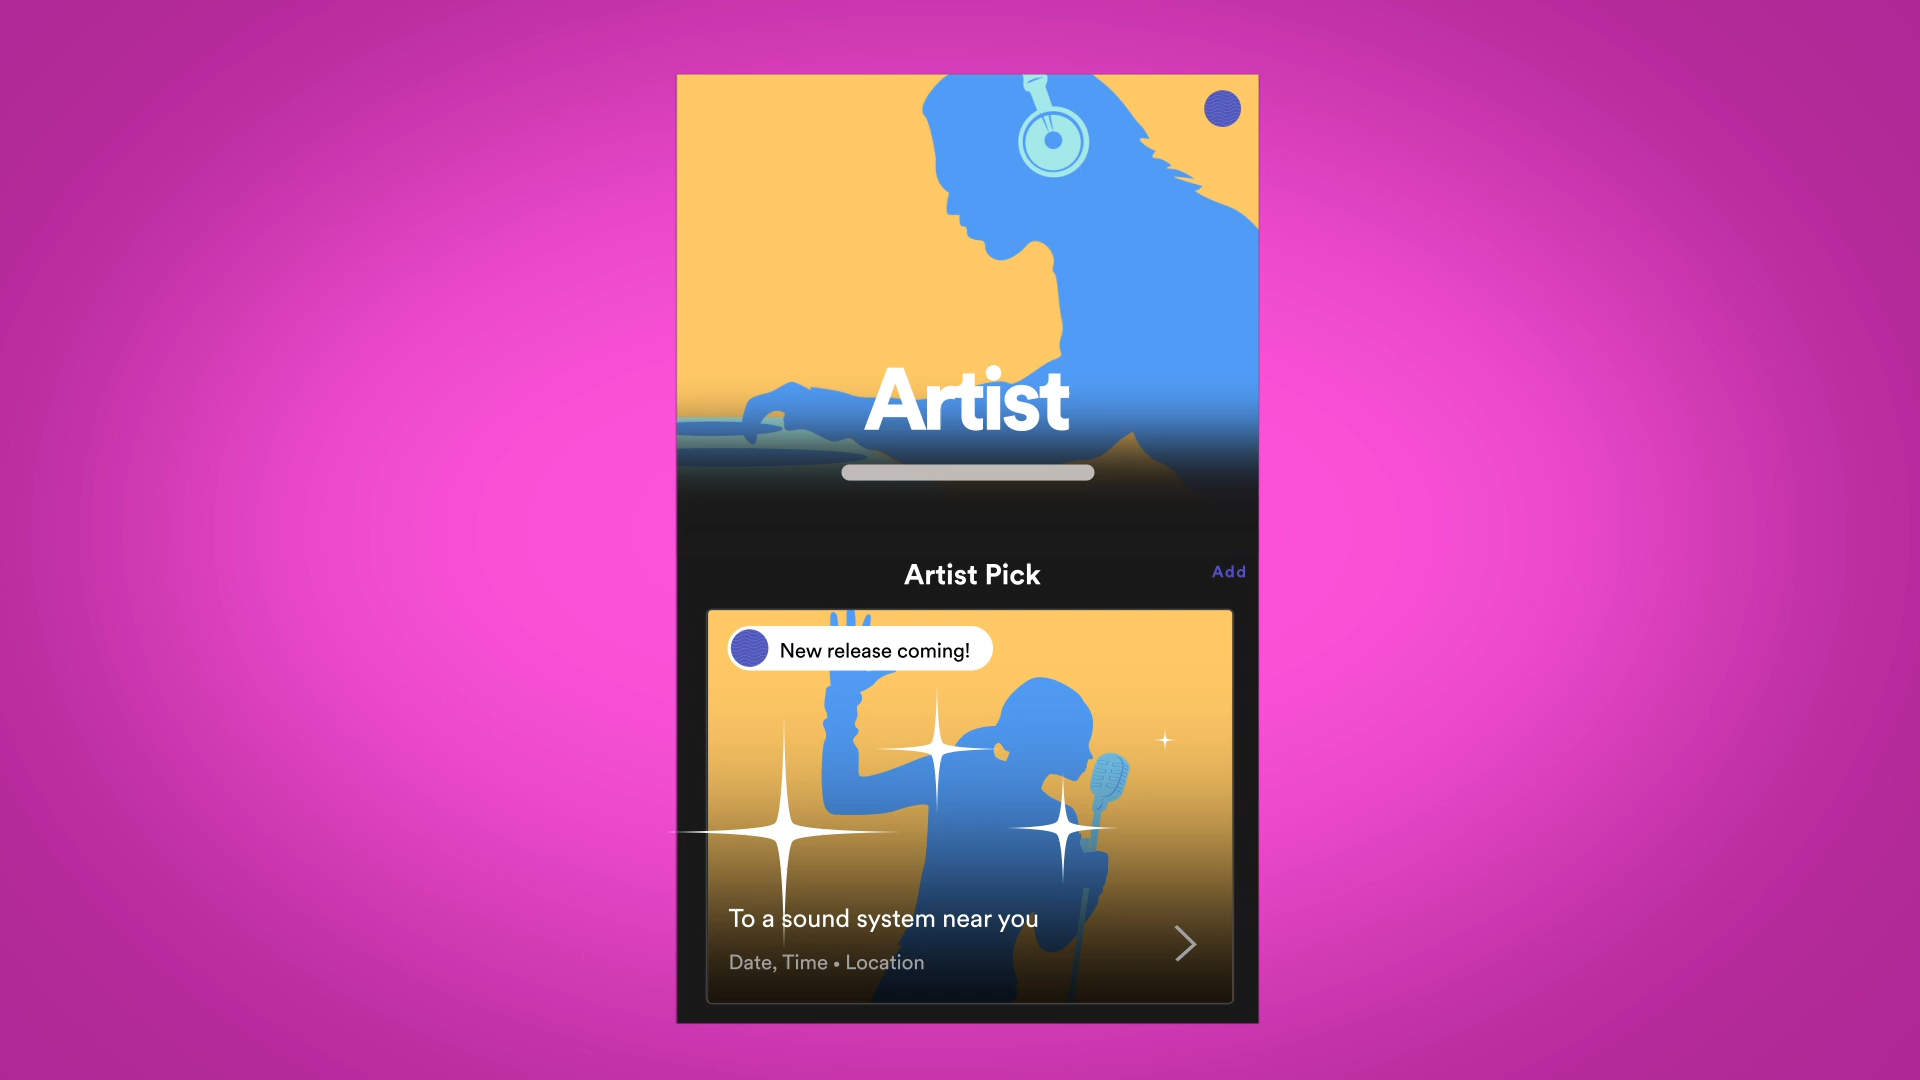 Artist
Artist Pick
Add
New release coming!
To a sound system near you
Date, Time • Location